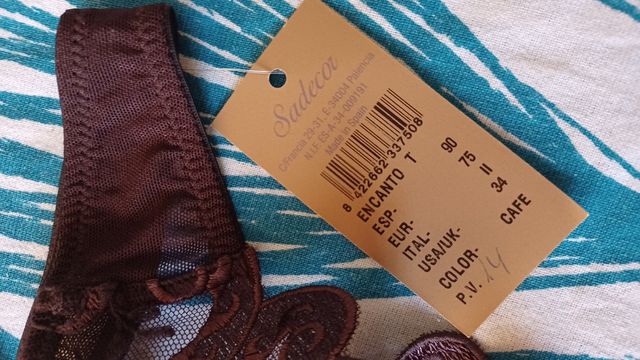 Sadecor
C/Francia 29-31, E-34004 Palencia
N.I.F. ES-A-34-009191
Made in Spain
8 422662 337508
ENCANTO T
ESP- 90
EUR- 75
ITAL- II
USA/UK- 34
COLOR- CAFE
P.V. 14